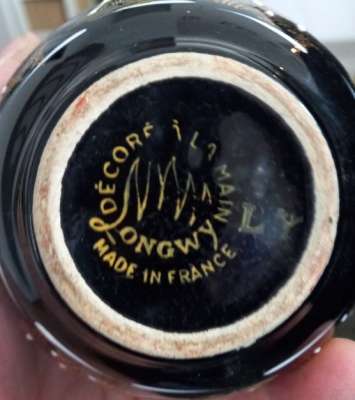 DÉCORÉ À LA MAIN
LONGWY
MADE IN FRANCE
L Y